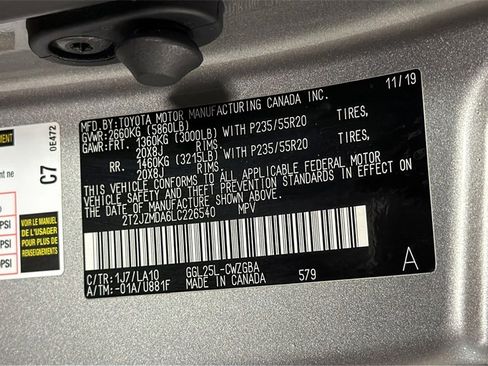 MFD.BY:TOYOTA MOTOR MANUFACTURING CANADA INC. 11/19
GVWR: 2660KG (5860LB)
GAWR:FRT. 1360KG (3000LB) WITH P235/55R20 TIRES,
20X8J RIMS.
RR. 1460KG (3215LB) WITH P235/55R20 TIRES,
20X8J RIMS.
THIS VEHICLE CONFORMS TO ALL APPLICABLE FEDERAL MOTOR
VEHICLE SAFETY AND THEFT PREVENTION STANDARDS IN EFFECT
ON THE DATE OF MANUFACTURE SHOWN ABOVE.
2T2JZMDA6LC226540 MPV
C/TR:1J7/LA10 GGL25L-CWZGBA
A/TM:-01A/U881F MADE IN CANADA 579 A
C7 0E472
VOIR LE MANUEL
DE L'USAGER
POUR PLUS DE
RENSEIGNEMENTS